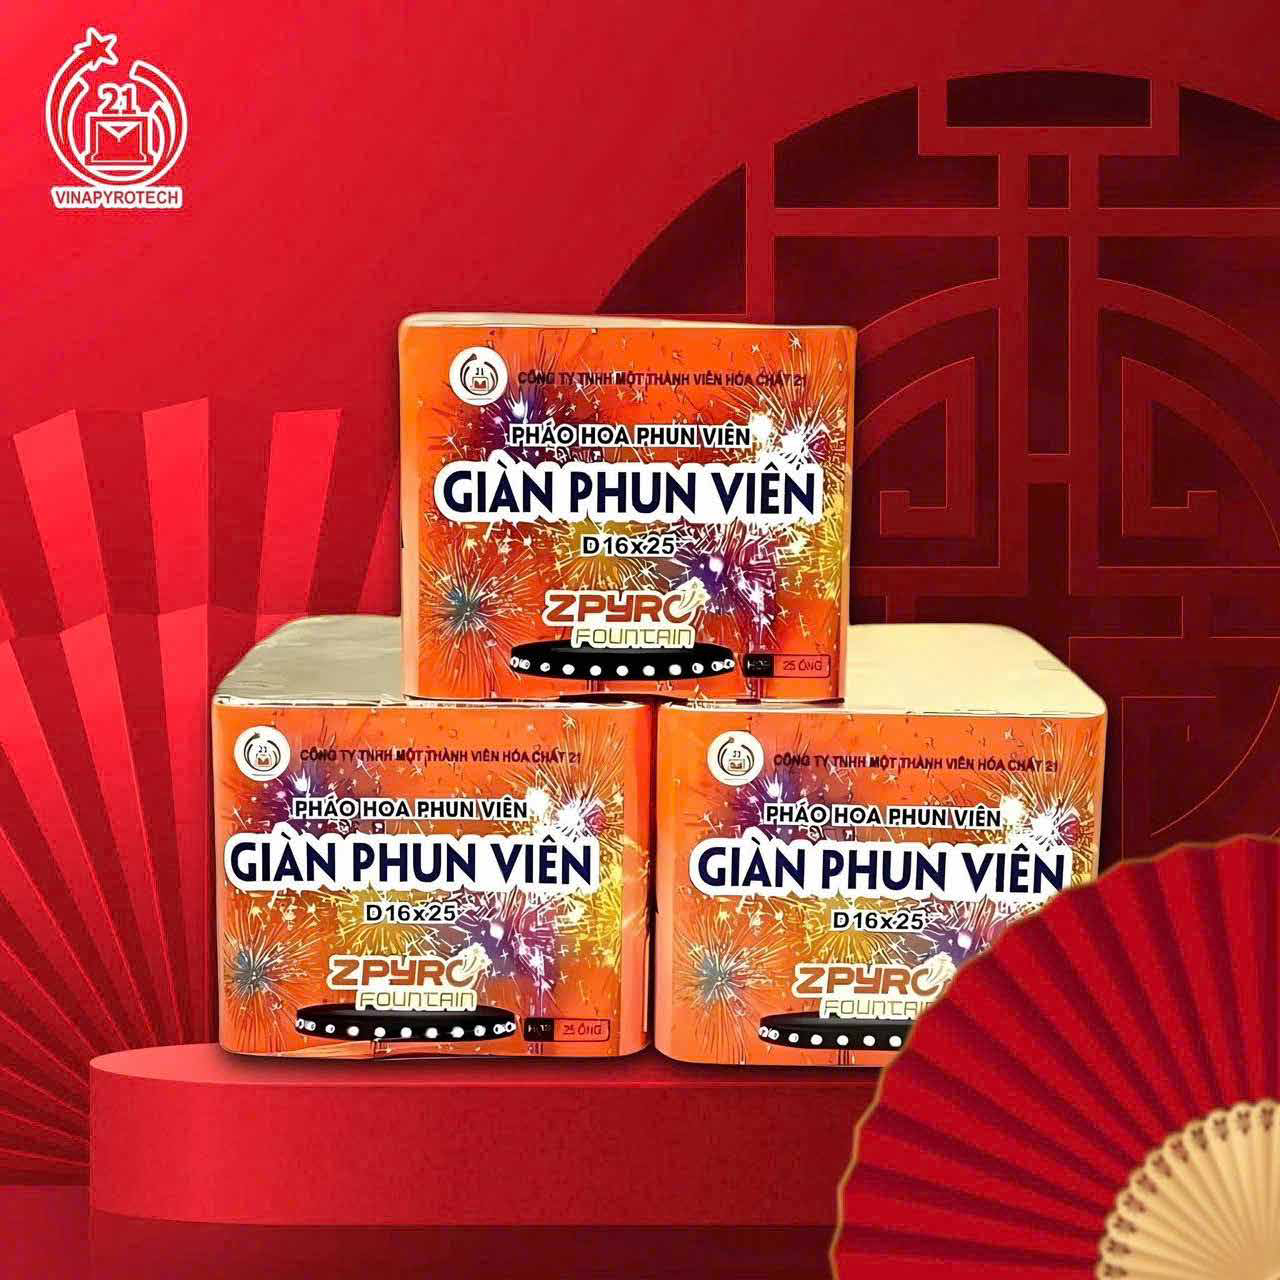 21
VINAPYROTECH
CÔNG TY TNHH MỘT THÀNH VIÊN HÓA CHẤT 21
PHÁO HOA PHUN VIÊN
GIÀN PHUN VIÊN
D16x25
ZPYRO
FOUNTAIN
25 ỐNG
21
CÔNG TY TNHH MỘT THÀNH VIÊN HÓA CHẤT 21
PHÁO HOA PHUN VIÊN
GIÀN PHUN VIÊN
D16x25
ZPYRO
FOUNTAIN
25 ỐNG
CÔNG TY TNHH MỘT THÀNH VIÊN HÓA CHẤT 21
PHÁO HOA PHUN VIÊN
GIÀN PHUN VIÊN
D16x25
ZPYRO